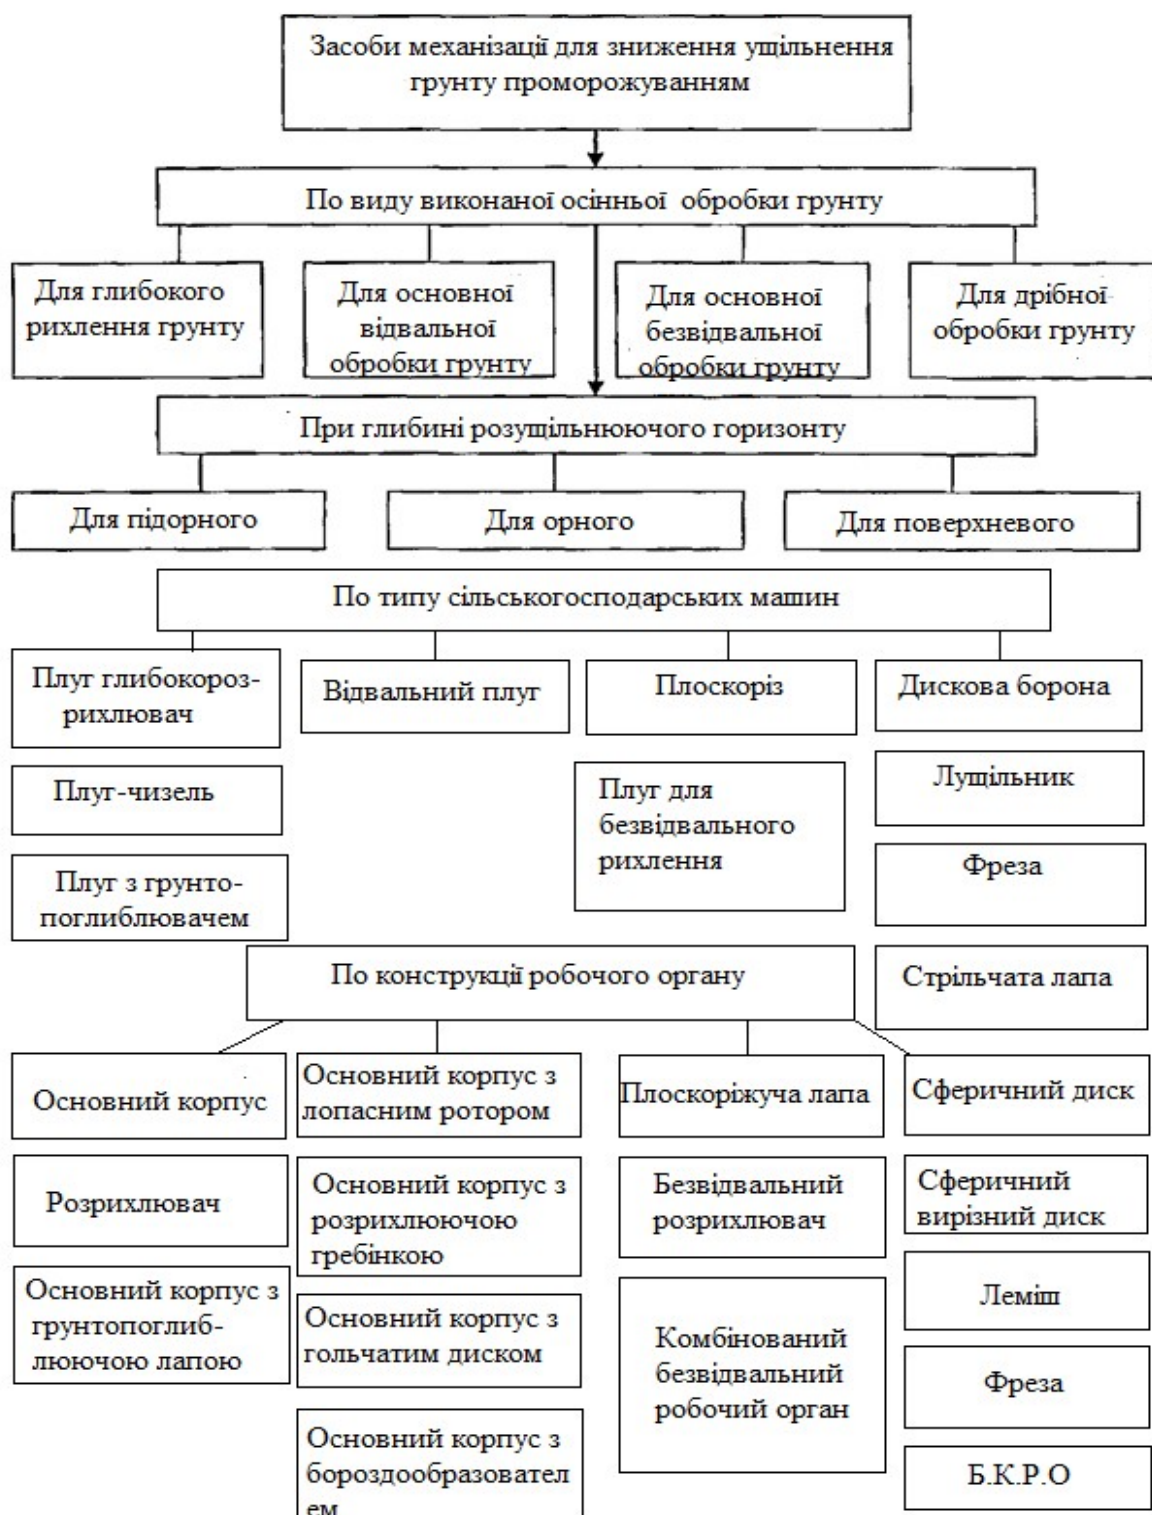 Засоби механізації для зниження ущільнення
грунту проморожуванням
По виду виконаної осінньої обробки грунту
Для глибокого
рихлення грунту
Для основної
відвальної
обробки грунту
Для основної
безвідвальної
обробки грунту
Для дрібної
обробки грунту
При глибині розущільнюючого горизонту
Для підорного
Для орного
Для поверхневого
По типу сільськогосподарських машин
Плуг глибокороз-
рихлювач
Відвальний плуг
Плоскоріз
Дискова борона
Плуг-чизель
Плуг для
безвідвального
рихлення
Лущільник
Плуг з грунто-
поглиблювачем
Фреза
Стрільчата лапа
По конструкції робочого органу
Основний корпус
Основний корпус з
лопасним ротором
Плоскоріжуча лапа
Сферичний диск
Розрихлювач
Основний корпус з
розрихлюючою
гребінкою
Безвідвальний
розрихлювач
Сферичний
вирізний диск
Основний корпус з
грунтопоглиб-
люючою лапою
Основний корпус з
гольчатим диском
Комбінований
безвідвальний
робочий орган
Леміш
Фреза
Основний корпус з
бороздообразовател
ем
Б.К.Р.О